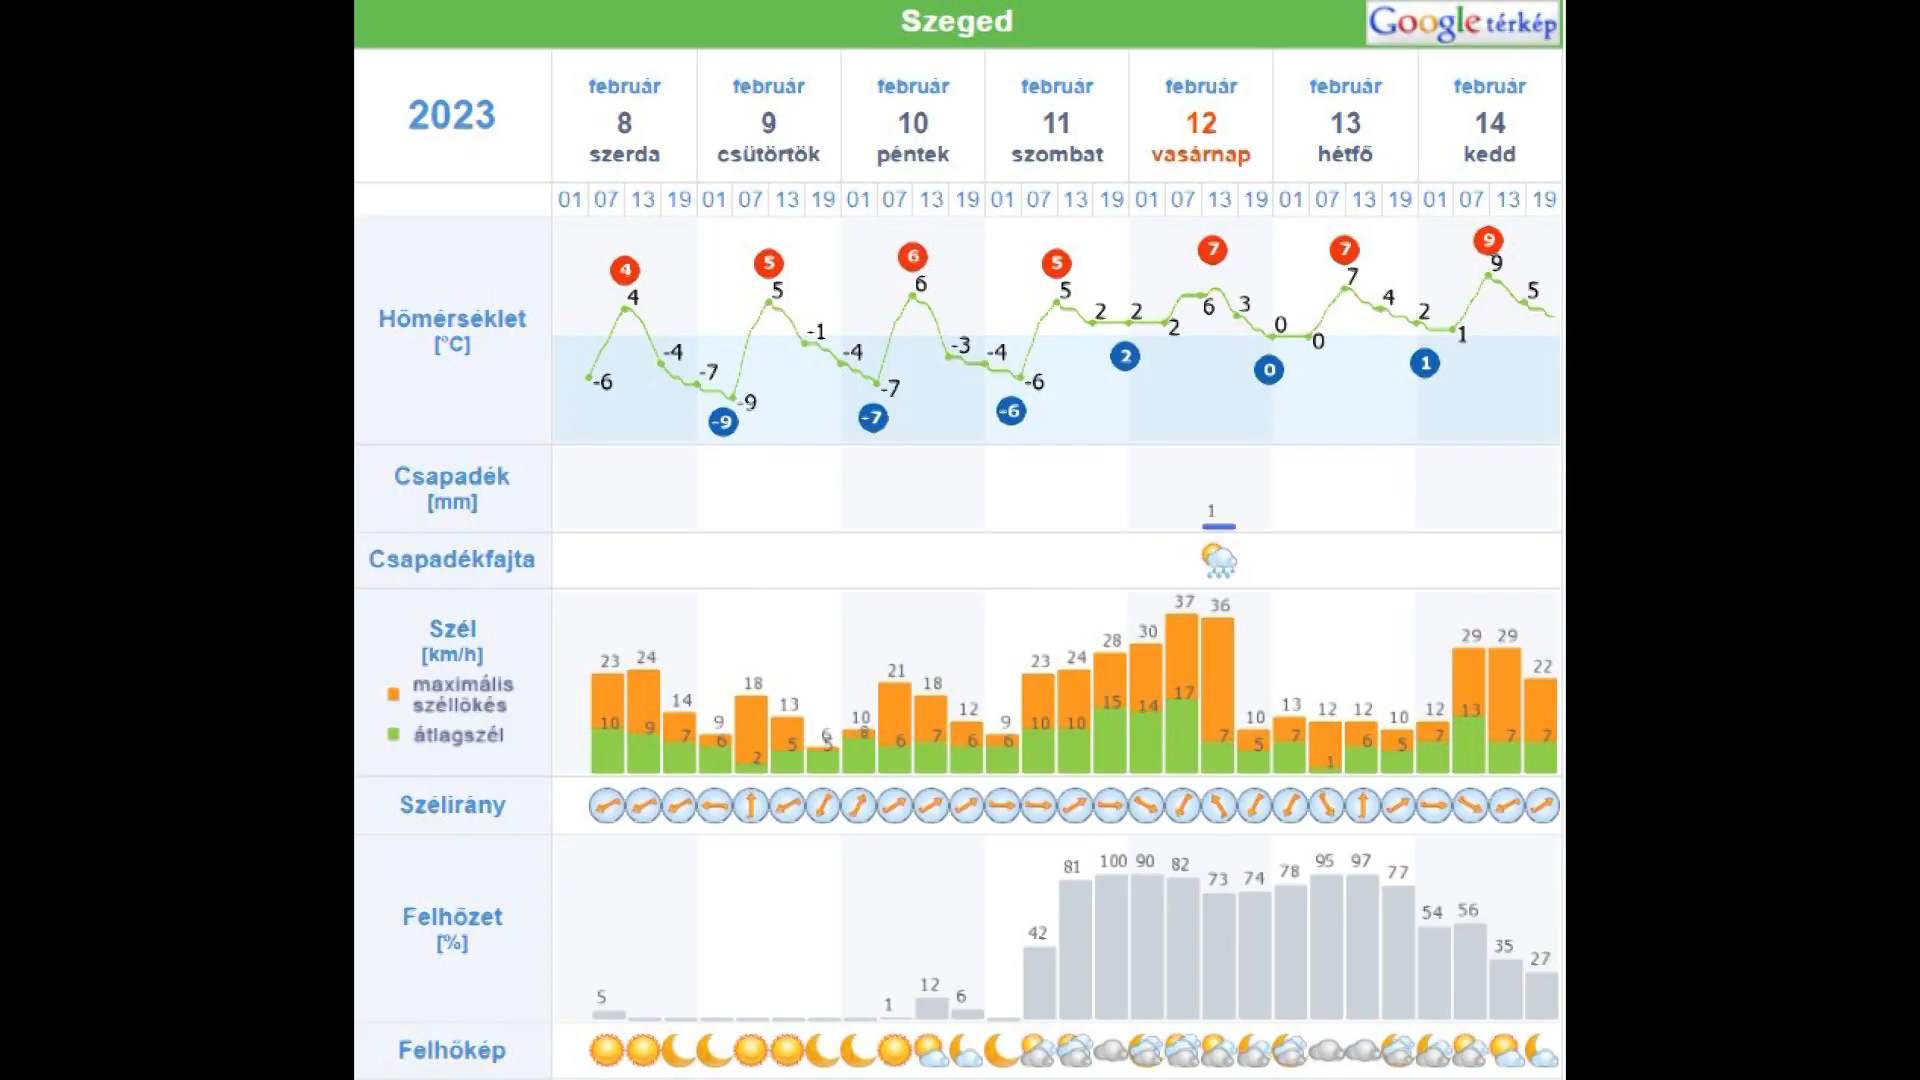 Szeged
Google térkép
2023
február február február február február február február
8 9 10 11 12 13 14
szerda csütörtök péntek szombat vasárnap hétfő kedd
01 07 13 19 01 07 13 19 01 07 13 19 01 07 13 19 01 07 13 19 01 07 13 19 01 07 13 19
Hőmérséklet
[°C]
4 5 6 5 7 7 9
-6 4 -4 -7 -9 5 -1 -4 -7 6 -3 -4 -6 5 2 2 2 6 3 0 0 7 4 2 1 9 5
-9 -7 -6 2 0 1
Csapadék
[mm]
1
Csapadékfajta
Szél
[km/h]
maximális
széllökés
átlagszél
23 24 14 9 18 13 6 10 21 18 12 9 23 24 28 30 37 36 10 13 12 12 10 12 29 29 22
10 9 7 6 2 5 5 8 6 7 6 6 10 10 15 14 17 7 5 7 1 6 5 7 13 7 7
Szélirány
Felhőzet
[%]
5 1 12 6 42 81 100 90 82 73 74 78 95 97 77 54 56 35 27
Felhőkép